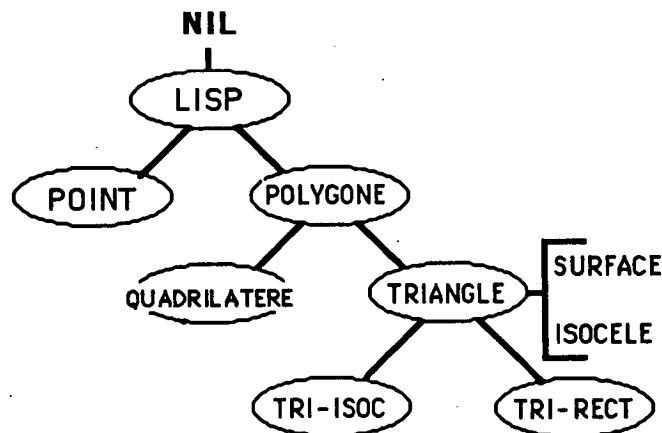 NIL
LISP
POINT
POLYGONE
QUADRILATERE
TRIANGLE
SURFACE
ISOCELE
TRI-ISOC
TRI-RECT